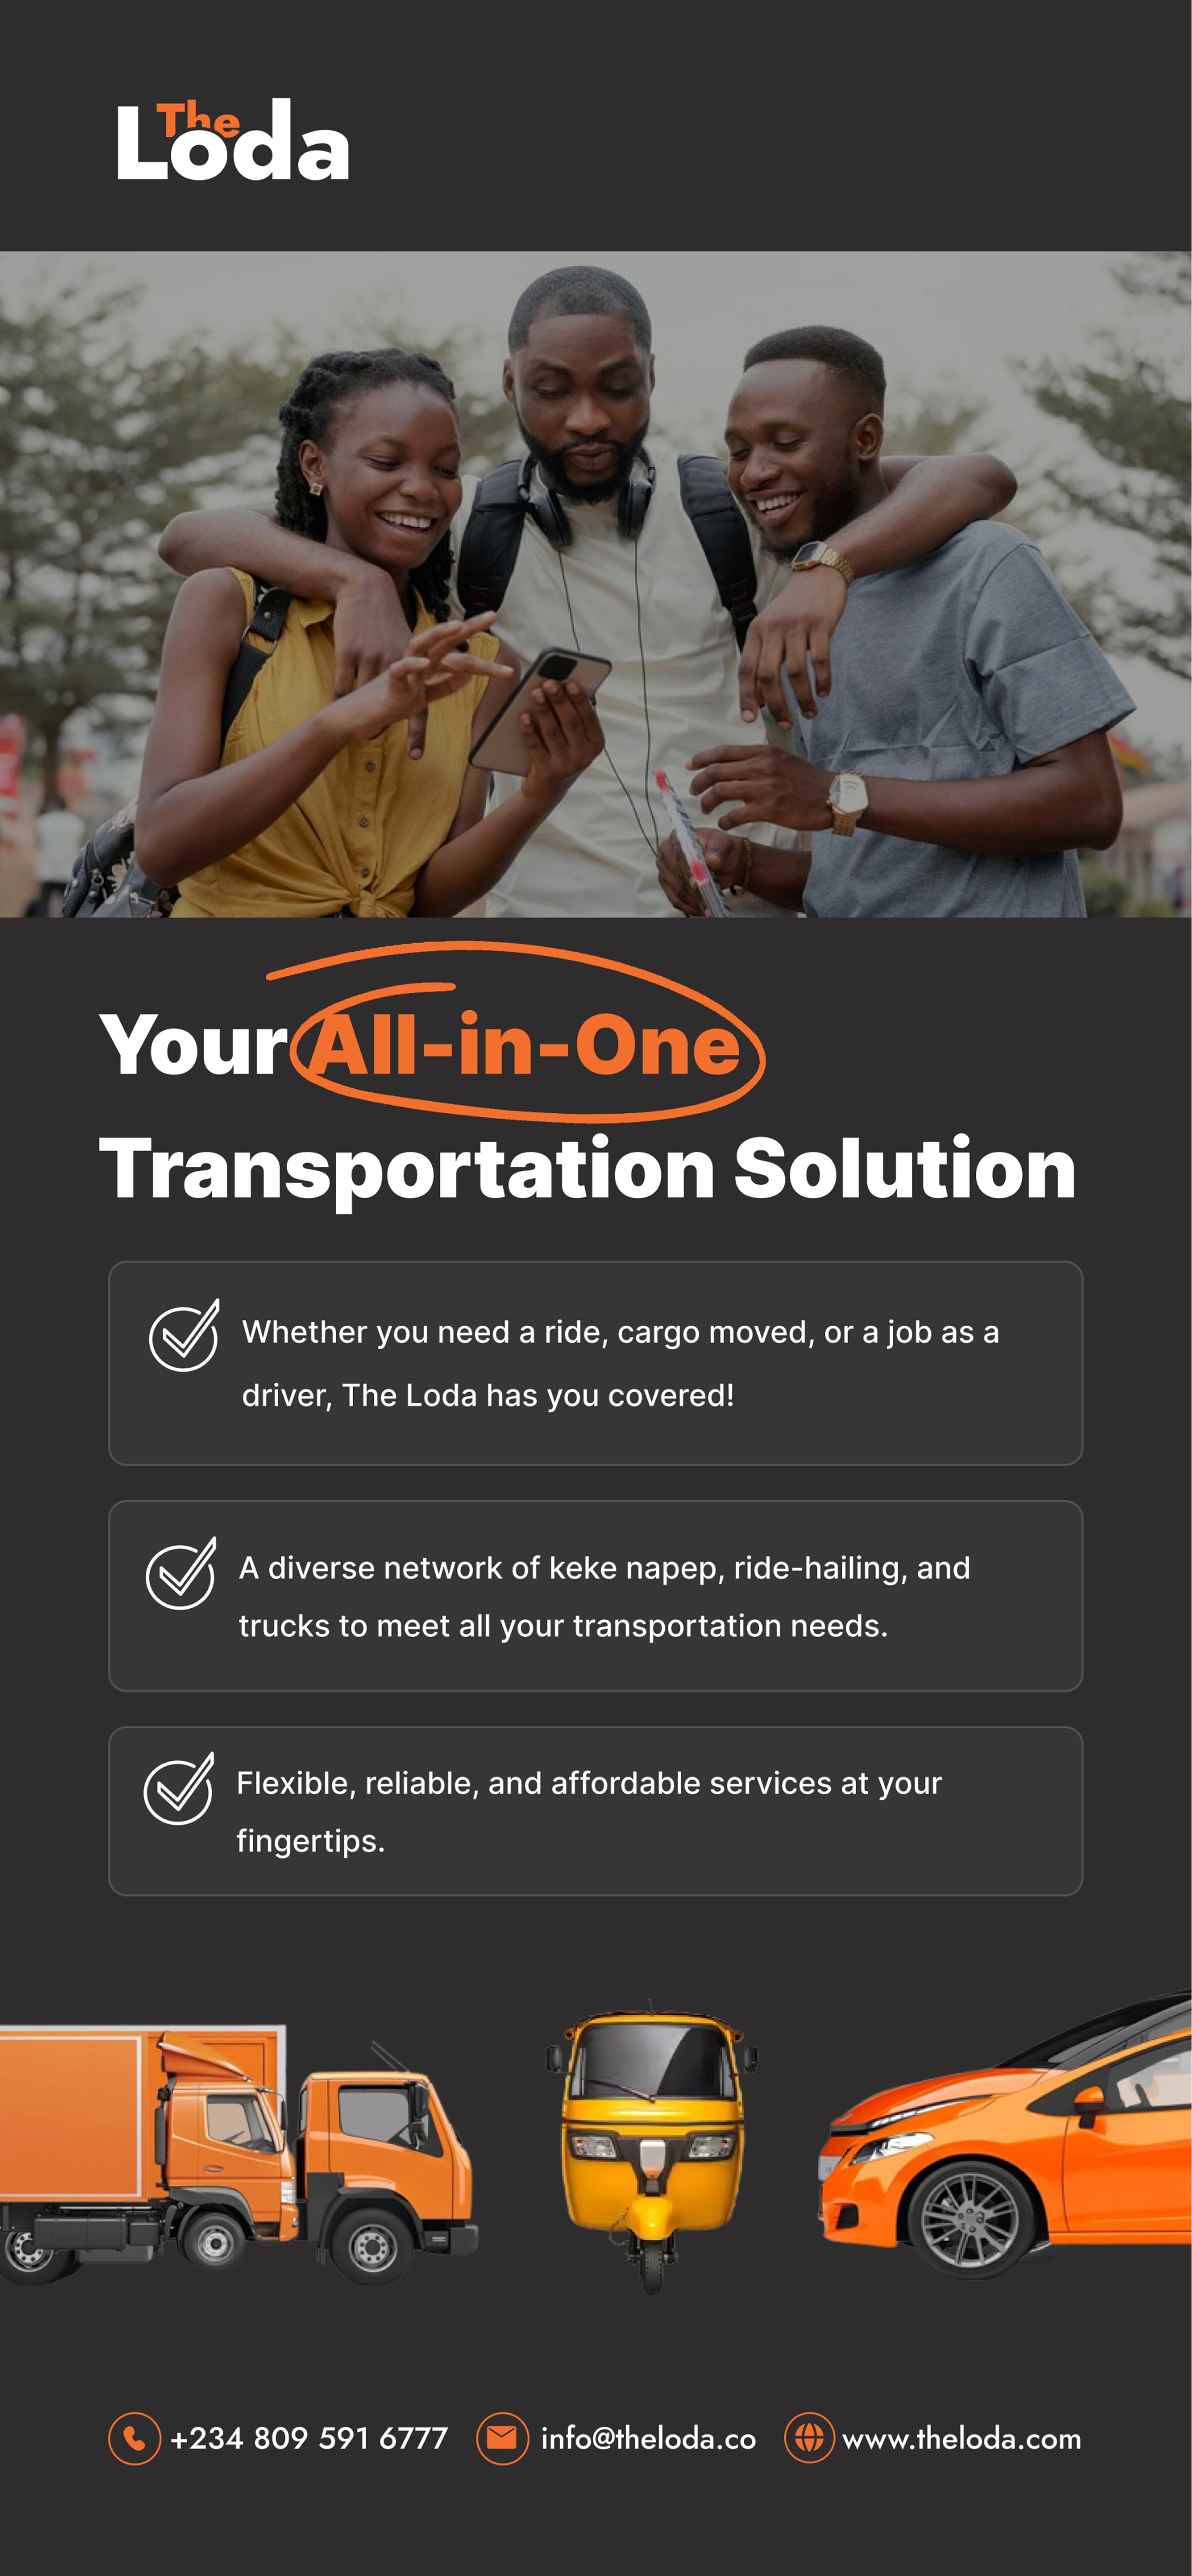 The
Loda
Your All-in-One
Transportation Solution
Whether you need a ride, cargo moved, or a job as a
driver, The Loda has you covered!
A diverse network of keke napep, ride-hailing, and
trucks to meet all your transportation needs.
Flexible, reliable, and affordable services at your
fingertips.
+234 809 591 6777 info@theloda.co www.theloda.com